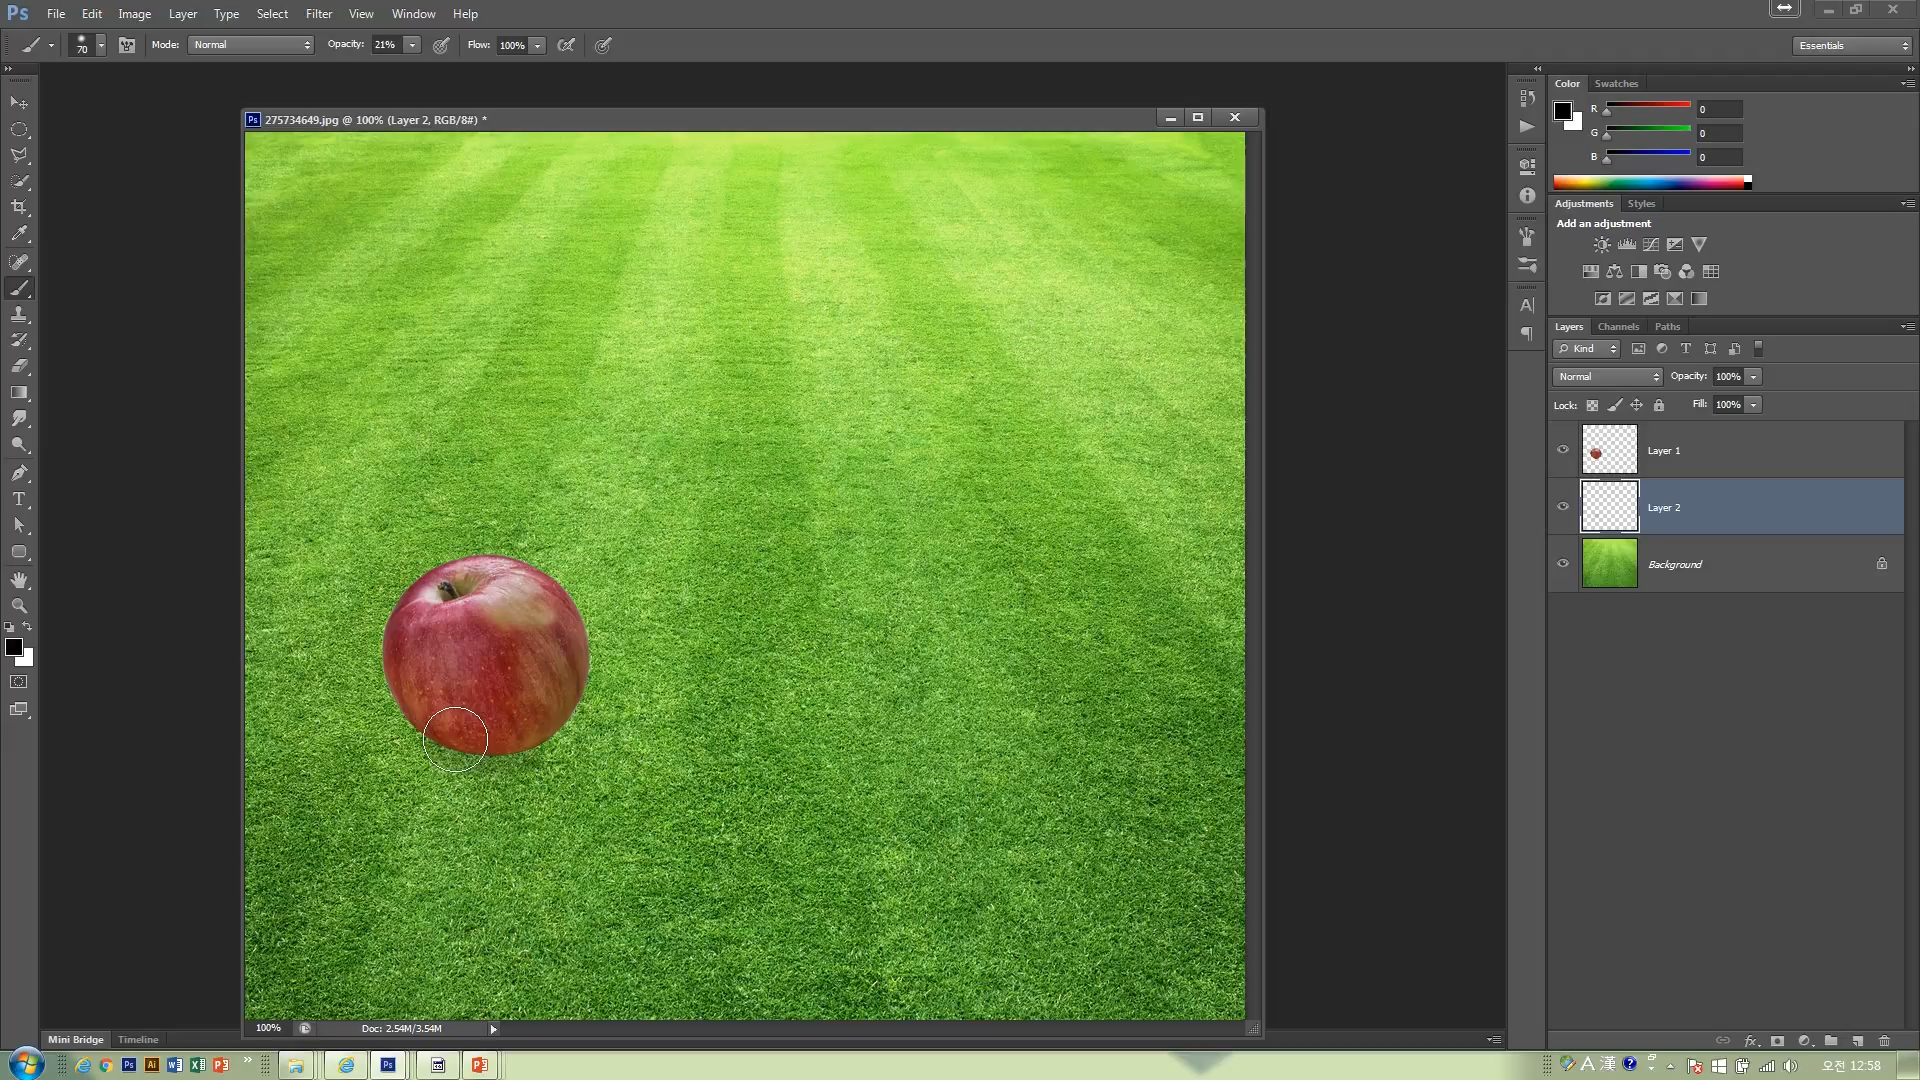 Ps File Edit Image Layer Type Select Filter View Window Help
70 Mode: Normal Opacity: 21% Flow: 100% Essentials
Ps 275734649.jpg @ 100% (Layer 2, RGB/8#) *
Color Swatches
R 0
G 0
B 0
Adjustments Styles
Add an adjustment
Layers Channels Paths
Kind
Normal Opacity: 100%
Lock: Fill: 100%
Layer 1
Layer 2
Background
100% Doc: 2.54M/3.54M
Mini Bridge Timeline
A 漢 오전 12:58